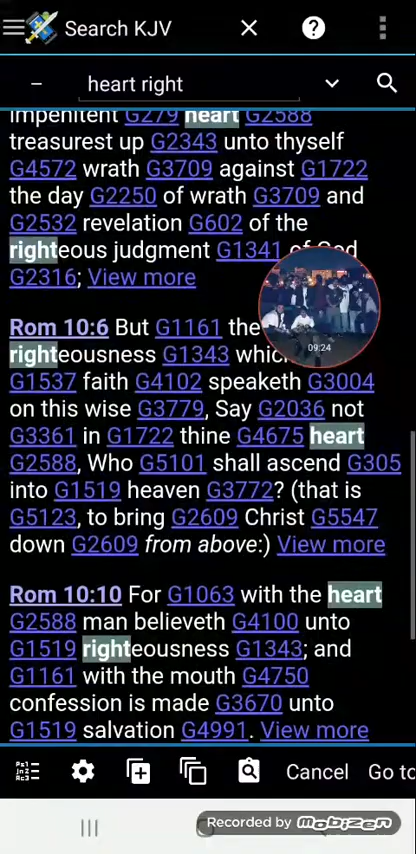 Search KJV
heart right
impenitent G279 heart G2588
treasurest up G2343 unto thyself
G4572 wrath G3709 against G1722
the day G2250 of wrath G3709 and
G2532 revelation G602 of the
righteous judgment G1341 of God
G2316; View more
Rom 10:6 But G1161 the
righteousness G1343 whic
G1537 faith G4102 speaketh G3004
on this wise G3779, Say G2036 not
G3361 in G1722 thine G4675 heart
G2588, Who G5101 shall ascend G305
into G1519 heaven G3772? (that is
G5123, to bring G2609 Christ G5547
down G2609 from above:) View more
Rom 10:10 For G1063 with the heart
G2588 man believeth G4100 unto
G1519 righteousness G1343; and
G1161 with the mouth G4750
confession is made G3670 unto
G1519 salvation G4991. View more
09:24
Cancel Go to
Recorded by mobizen